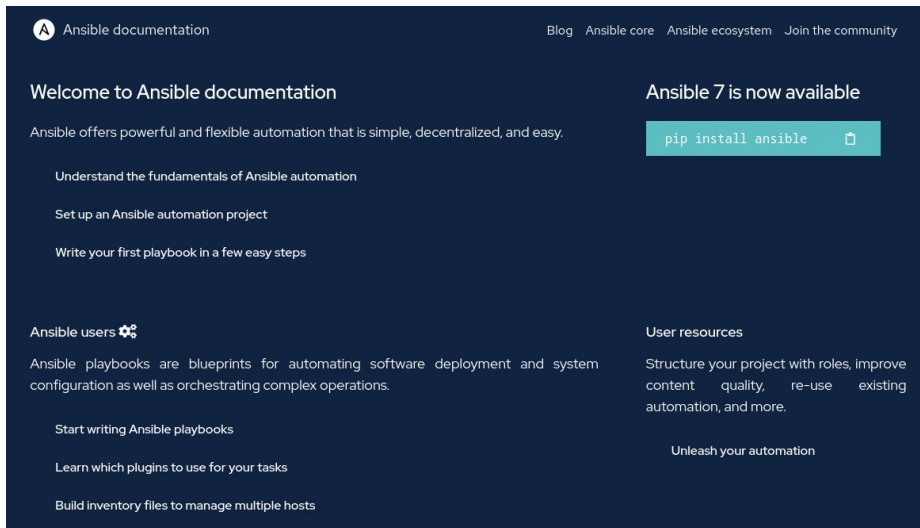 Ansible documentation
Blog Ansible core Ansible ecosystem Join the community
Welcome to Ansible documentation
Ansible offers powerful and flexible automation that is simple, decentralized, and easy.
Understand the fundamentals of Ansible automation
Set up an Ansible automation project
Write your first playbook in a few easy steps
Ansible 7 is now available
pip install ansible
Ansible users
Ansible playbooks are blueprints for automating software deployment and system
configuration as well as orchestrating complex operations.
Start writing Ansible playbooks
Learn which plugins to use for your tasks
Build inventory files to manage multiple hosts
User resources
Structure your project with roles, improve
content quality, re-use existing
automation, and more.
Unleash your automation